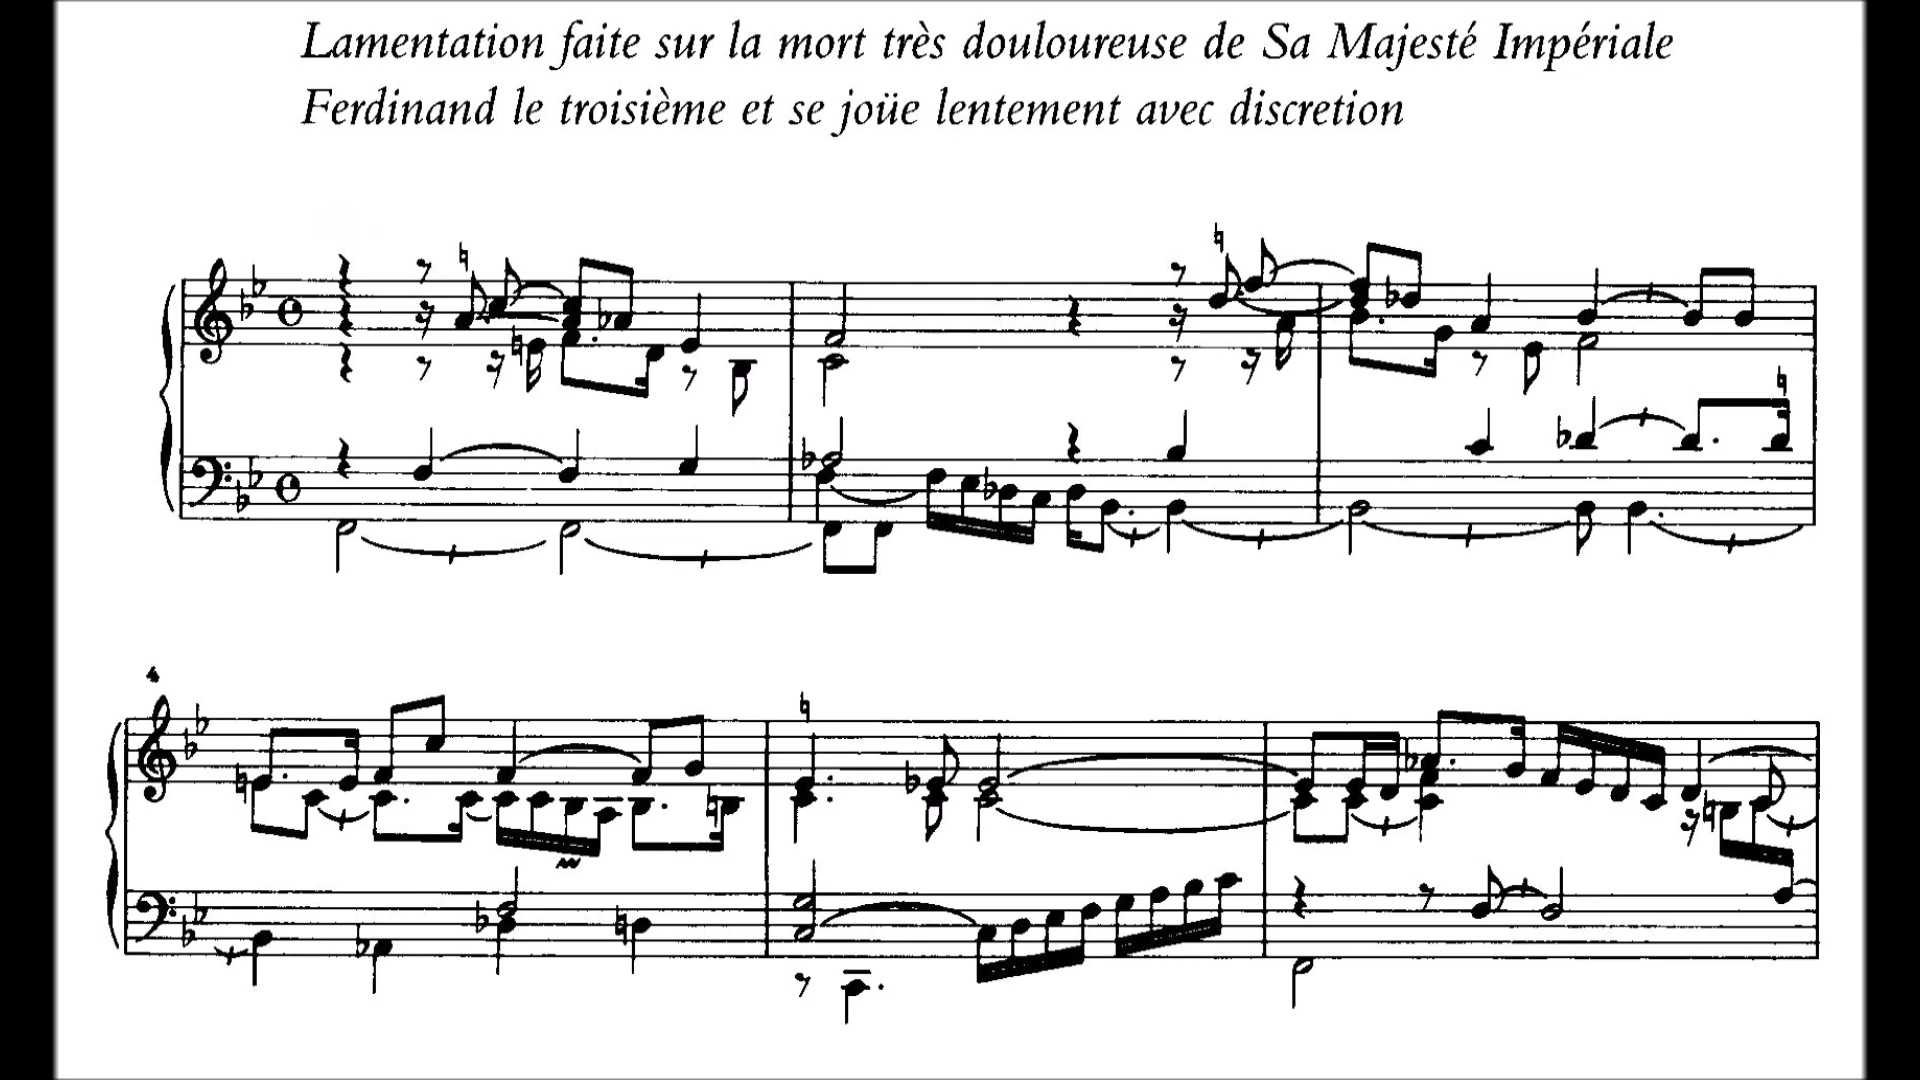 Lamentation faite sur la mort très douloureuse de Sa Majesté Impériale
Ferdinand le troisième et se joüe lentement avec discretion
4